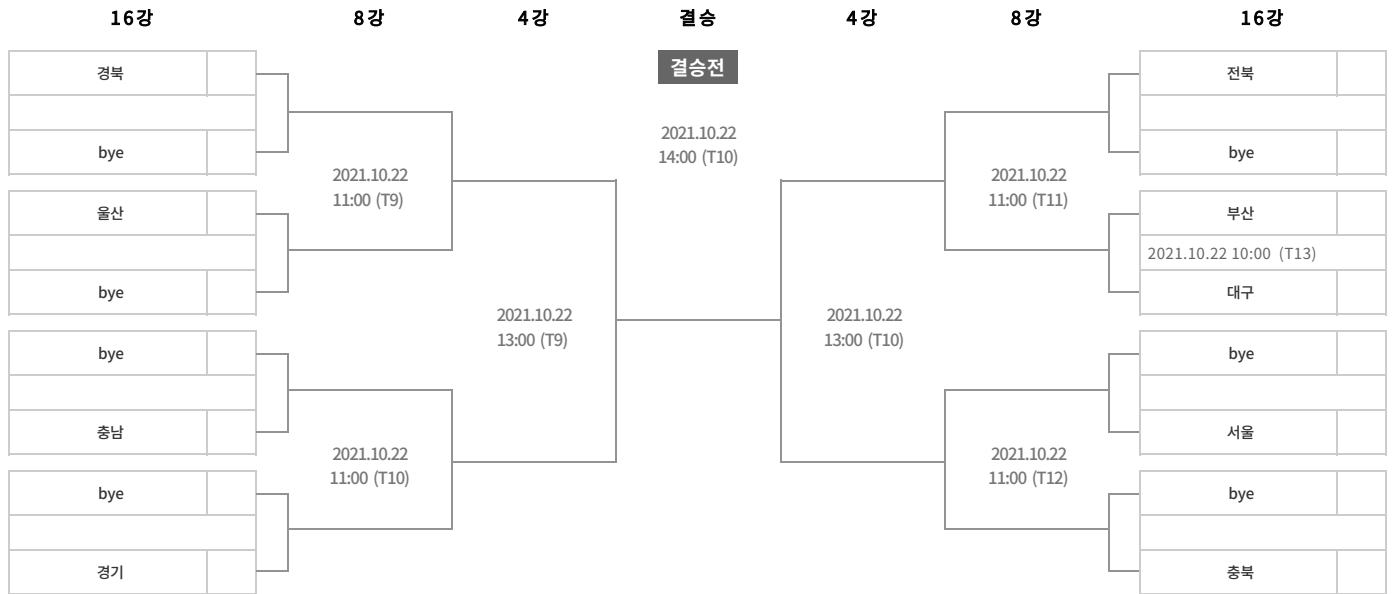 16강 8강 4강 결승 4강 8강 16강
결승전
경북
bye
울산
bye
bye
충남
bye
경기
2021.10.22
11:00 (T9)
2021.10.22
11:00 (T10)
2021.10.22
13:00 (T9)
2021.10.22
14:00 (T10)
2021.10.22
13:00 (T10)
2021.10.22
11:00 (T11)
2021.10.22
11:00 (T12)
전북
bye
부산
2021.10.22 10:00 (T13)
대구
bye
서울
bye
충북